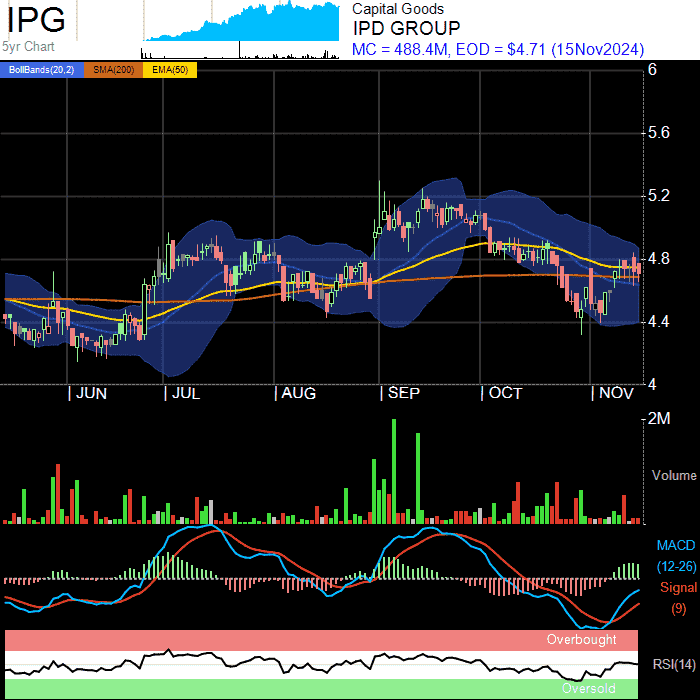 IPG
5yr Chart
Capital Goods
IPD GROUP
MC = 488.4M, EOD = $4.71 (15Nov2024)
BollBands(20,2) SMA(200) EMA(50)
6
5.6
5.2
4.8
4.4
4
| JUN | JUL | AUG | SEP | OCT | NOV
2M
Volume
MACD
(12-26)
Signal
(9)
Overbought
RSI(14)
Oversold